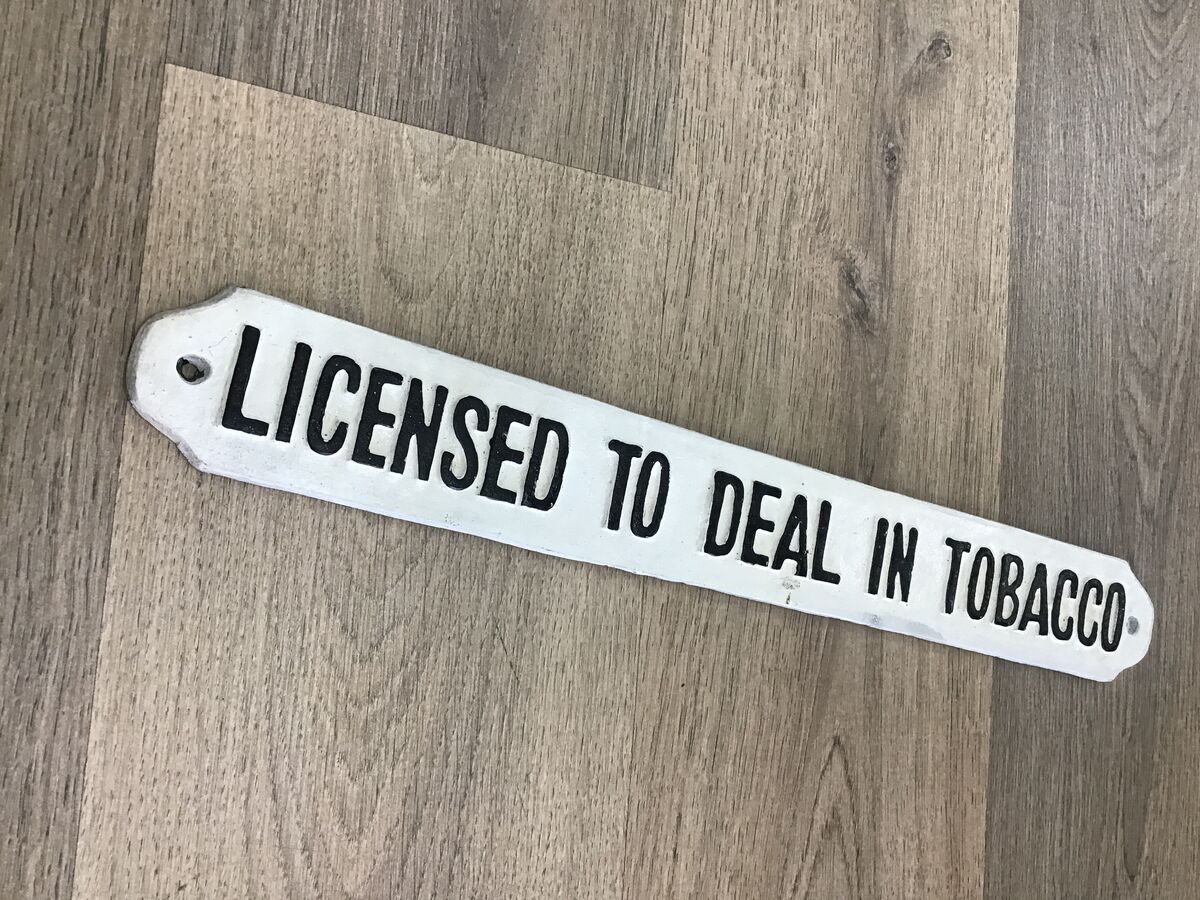 LICENSED TO DEAL IN TOBACCO